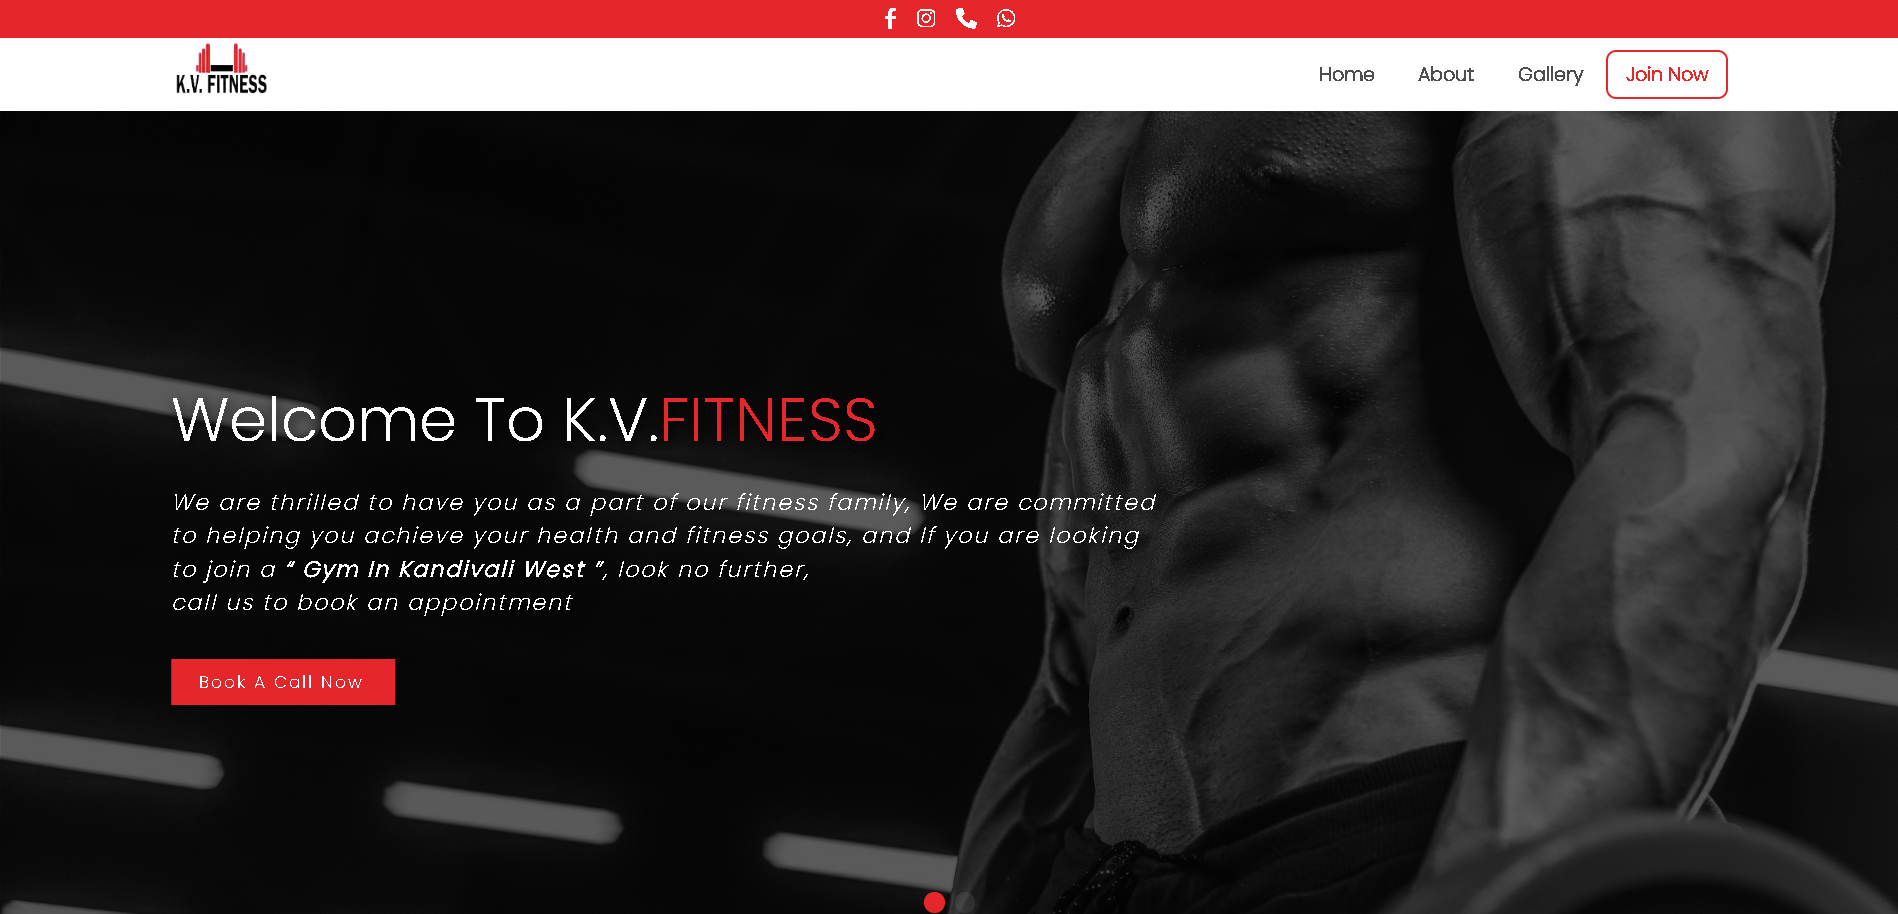 K.V. FITNESS
Home
About
Gallery
Join Now
Welcome To K.V.FITNESS
We are thrilled to have you as a part of our fitness family, We are committed
to helping you achieve your health and fitness goals, and If you are looking
to join a “ Gym In Kandivali West ”, look no further,
call us to book an appointment
Book A Call Now